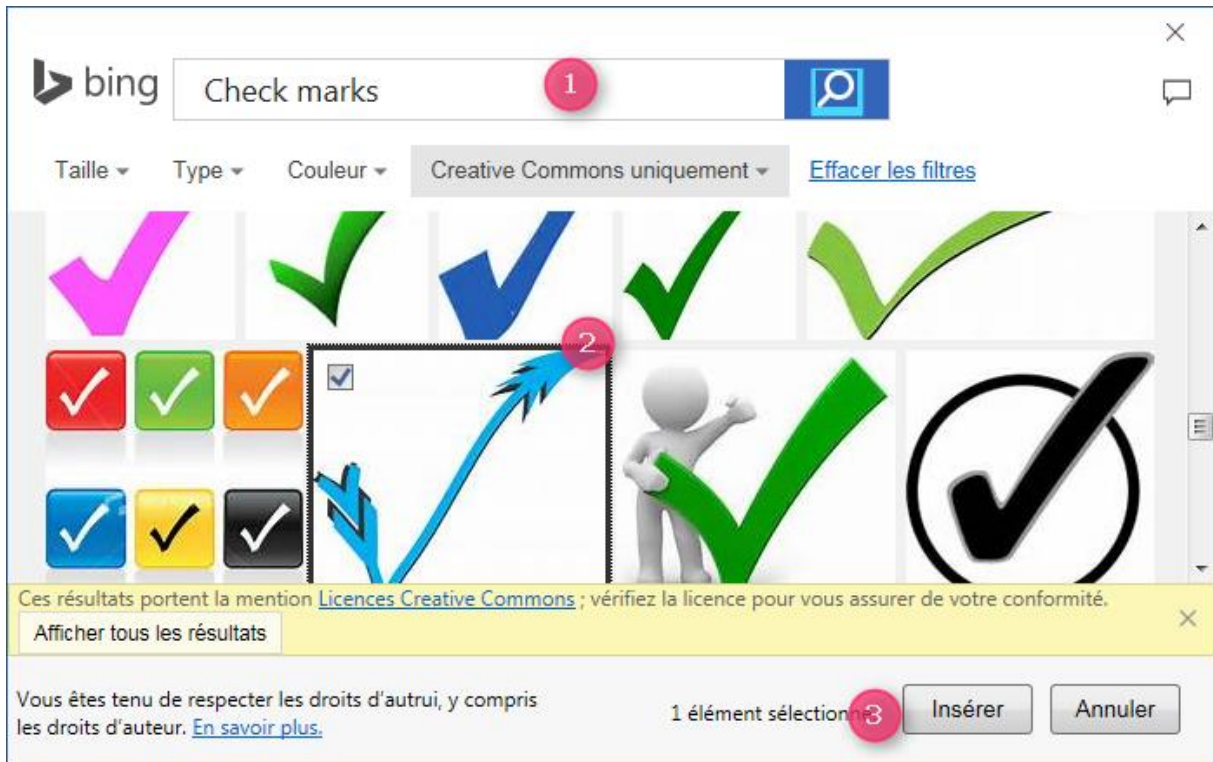 bing
Check marks
1
Taille
Type
Couleur
Creative Commons uniquement
Effacer les filtres
2
Ces résultats portent la mention Licences Creative Commons ; vérifiez la licence pour vous assurer de votre conformité.
Afficher tous les résultats
Vous êtes tenu de respecter les droits d'autrui, y compris
les droits d'auteur. En savoir plus.
1 élément sélectionné
3
Insérer
Annuler